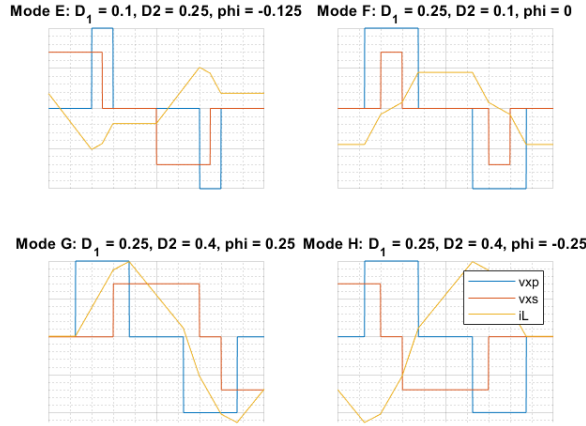 Mode E: D1 = 0.1, D2 = 0.25, phi = -0.125
Mode F: D1 = 0.25, D2 = 0.1, phi = 0
Mode G: D1 = 0.25, D2 = 0.4, phi = 0.25
Mode H: D1 = 0.25, D2 = 0.4, phi = -0.25
vxp
vxs
iL